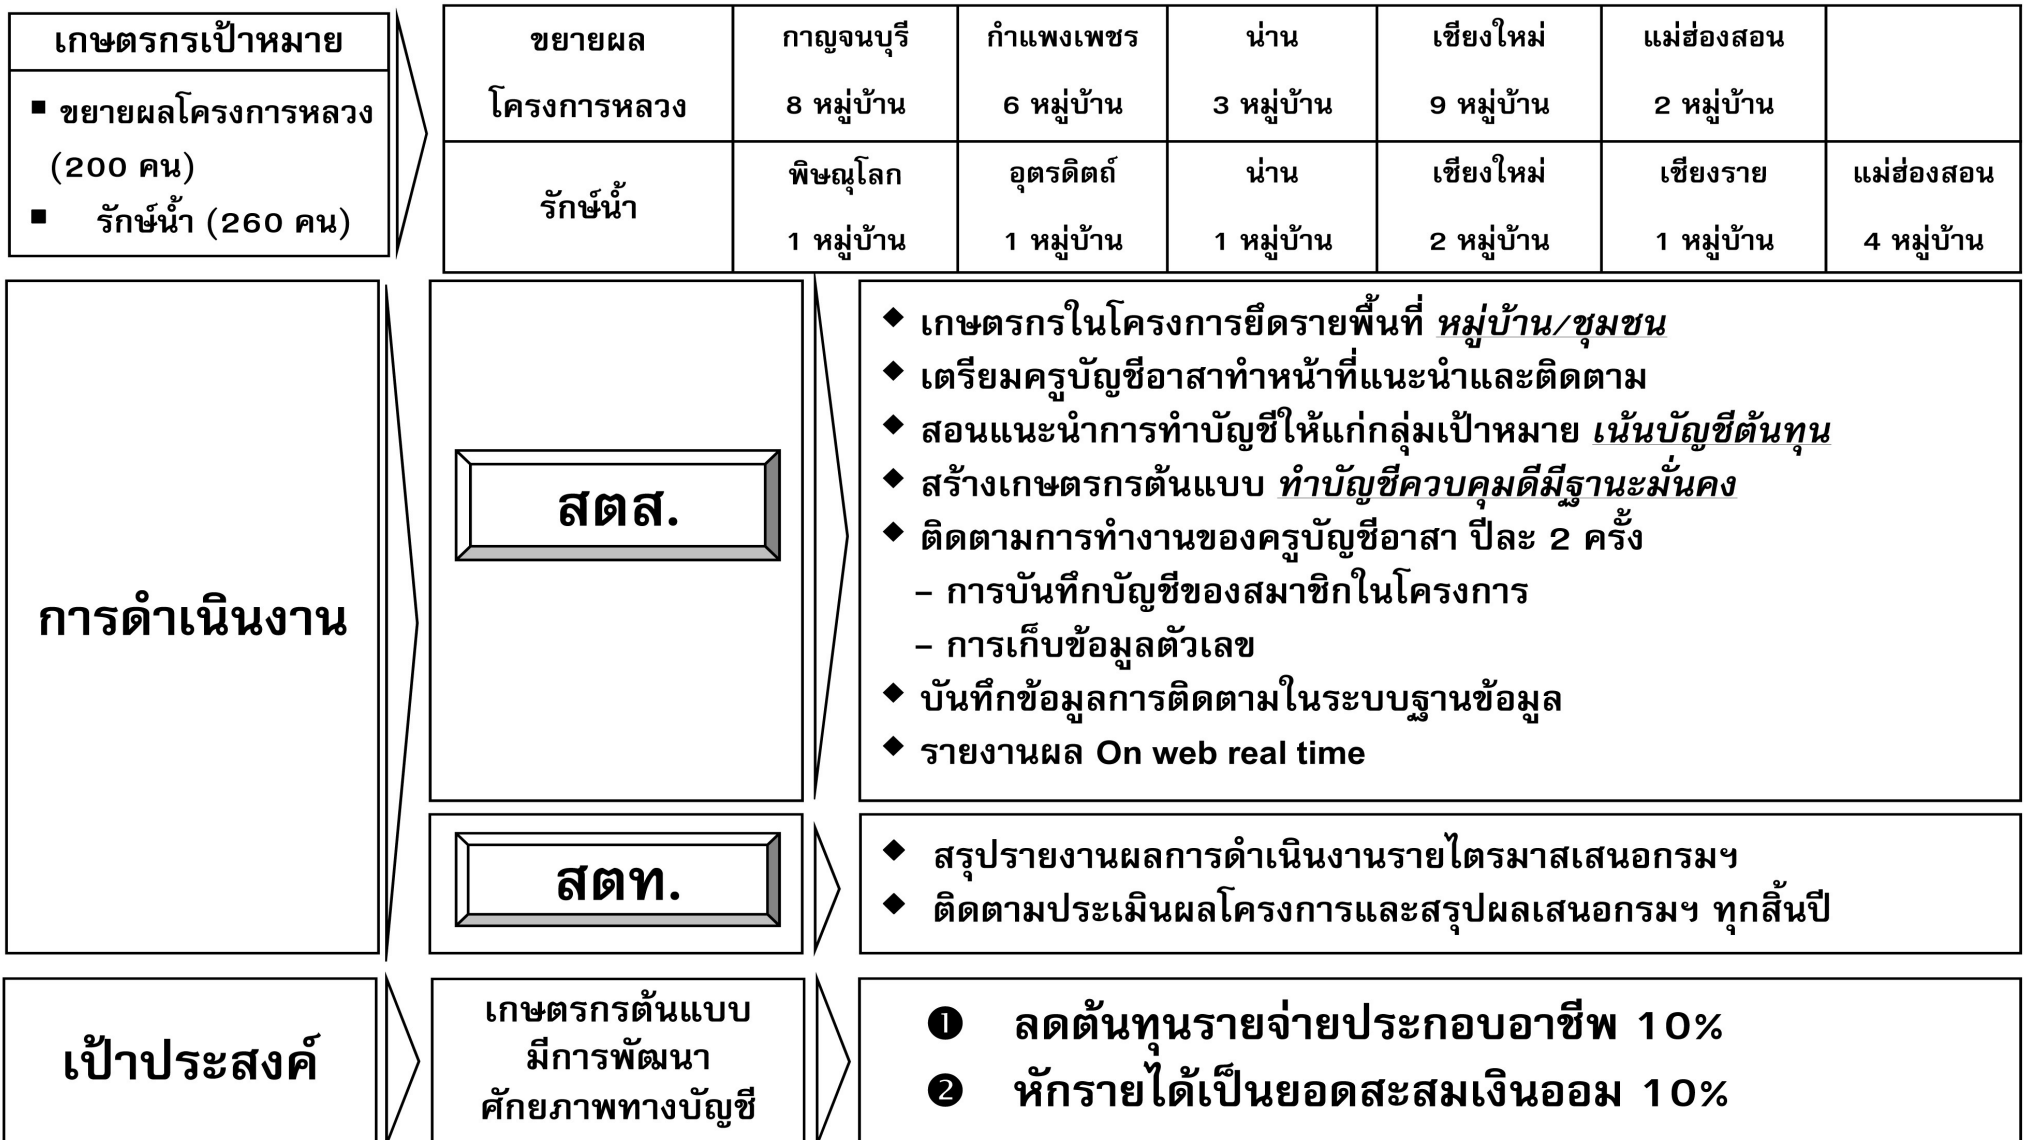 เกษตรกรเป้าหมาย
▪ ขยายผลโครงการหลวง
(200 คน)
▪ รักษ์น้ำ (260 คน)
ขยายผล
โครงการหลวง
กาญจนบุรี
8 หมู่บ้าน
กำแพงเพชร
6 หมู่บ้าน
น่าน
3 หมู่บ้าน
เชียงใหม่
9 หมู่บ้าน
แม่ฮ่องสอน
2 หมู่บ้าน
รักษ์น้ำ
พิษณุโลก
1 หมู่บ้าน
อุตรดิตถ์
1 หมู่บ้าน
น่าน
1 หมู่บ้าน
เชียงใหม่
2 หมู่บ้าน
เชียงราย
1 หมู่บ้าน
แม่ฮ่องสอน
4 หมู่บ้าน
การดำเนินงาน
สตส.
◆ เกษตรกรในโครงการยึดรายพื้นที่ หมู่บ้าน/ชุมชน
◆ เตรียมครูบัญชีอาสาทำหน้าที่แนะนำและติดตาม
◆ สอนแนะนำการทำบัญชีให้แก่กลุ่มเป้าหมาย เน้นบัญชีต้นทุน
◆ สร้างเกษตรกรต้นแบบ ทำบัญชีควบคุมดีมีฐานะมั่นคง
◆ ติดตามการทำงานของครูบัญชีอาสา ปีละ 2 ครั้ง
– การบันทึกบัญชีของสมาชิกในโครงการ
– การเก็บข้อมูลตัวเลข
◆ บันทึกข้อมูลการติดตามในระบบฐานข้อมูล
◆ รายงานผล On web real time
สตท.
◆ สรุปรายงานผลการดำเนินงานรายไตรมาสเสนอกรมฯ
◆ ติดตามประเมินผลโครงการและสรุปผลเสนอกรมฯ ทุกสิ้นปี
เป้าประสงค์
เกษตรกรต้นแบบ
มีการพัฒนา
ศักยภาพทางบัญชี
❶ ลดต้นทุนรายจ่ายประกอบอาชีพ 10%
❷ หักรายได้เป็นยอดสะสมเงินออม 10%